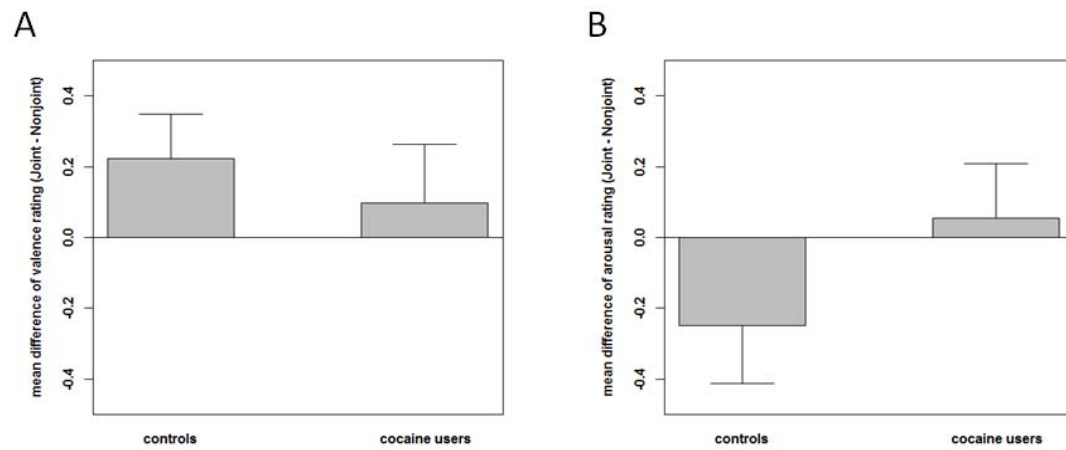 A
mean difference of valence rating (Joint - Nonjoint)
0.4
0.2
0.0
-0.2
-0.4
controls
cocaine users
B
mean difference of arousal rating (Joint - Nonjoint)
0.4
0.2
0.0
-0.2
-0.4
controls
cocaine users